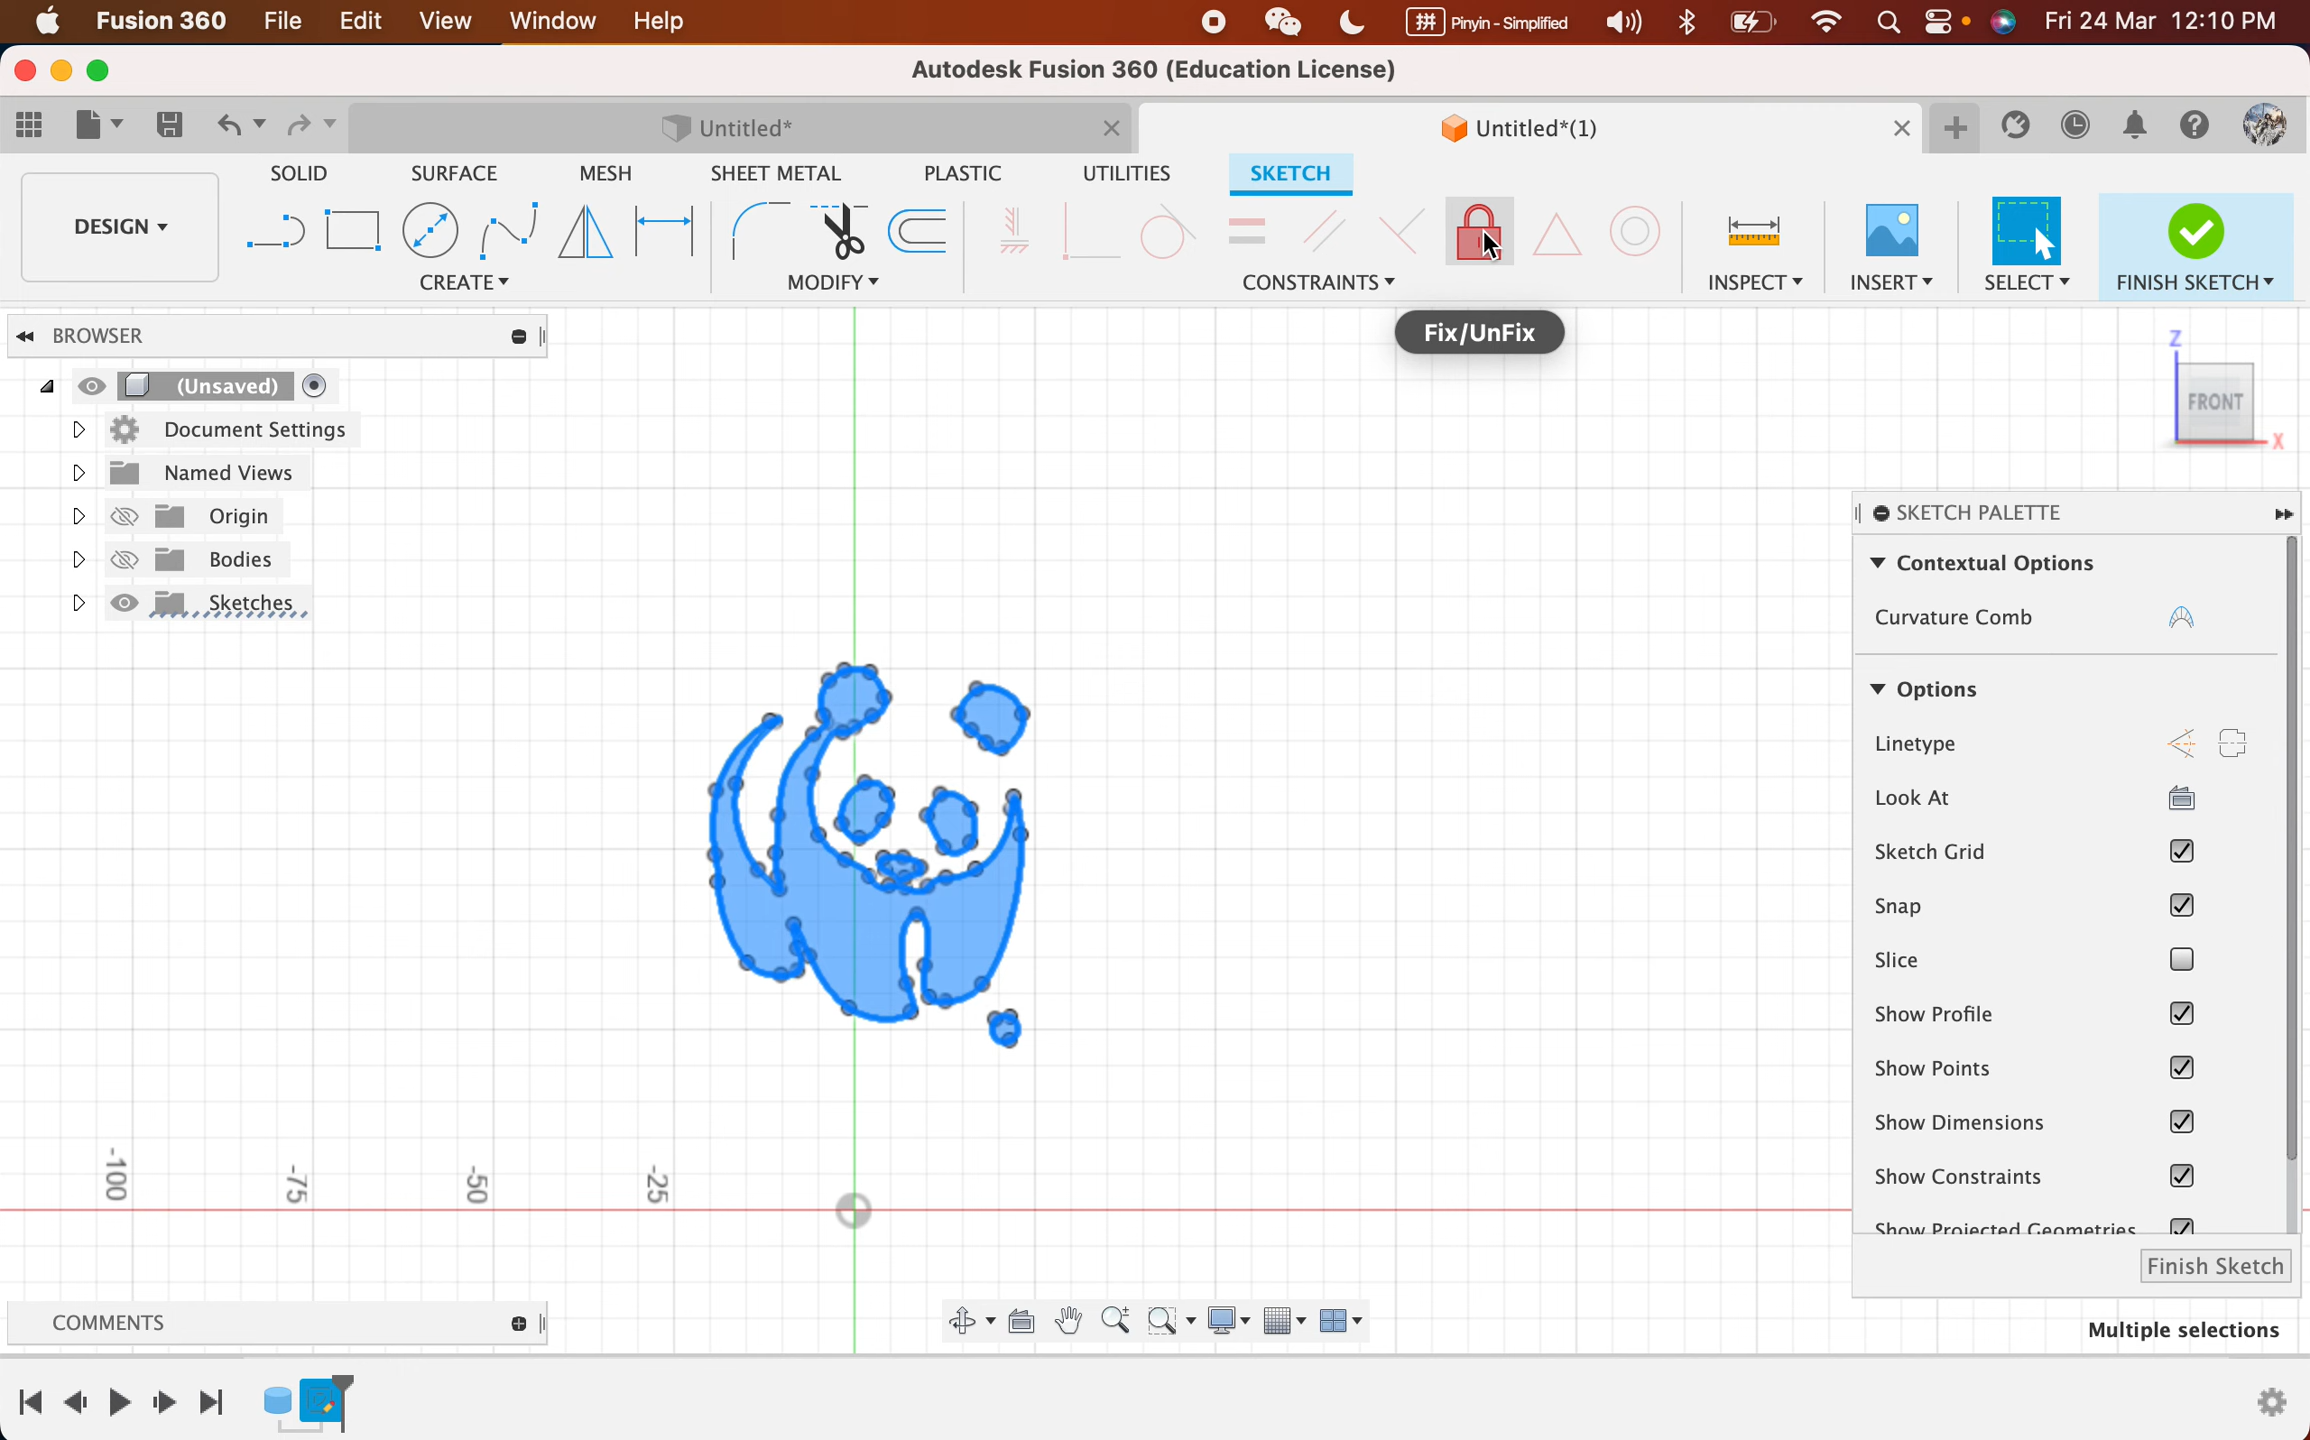 Fusion 360 File Edit View Window Help 拼 Pinyin - Simplified Fri 24 Mar 12:10 PM
Autodesk Fusion 360 (Education License)
Untitled* Untitled*(1)
SOLID SURFACE MESH SHEET METAL PLASTIC UTILITIES SKETCH
DESIGN
CREATE MODIFY CONSTRAINTS INSPECT INSERT SELECT FINISH SKETCH
Fix/UnFix
BROWSER
(Unsaved)
Document Settings
Named Views
Origin
Bodies
Sketches
Z
FRONT
X
SKETCH PALETTE
Contextual Options
Curvature Comb
Options
Linetype
Look At
Sketch Grid
Snap
Slice
Show Profile
Show Points
Show Dimensions
Show Constraints
Show Projected Geometries
Finish Sketch
-100 -75 -50 -25
COMMENTS
Multiple selections